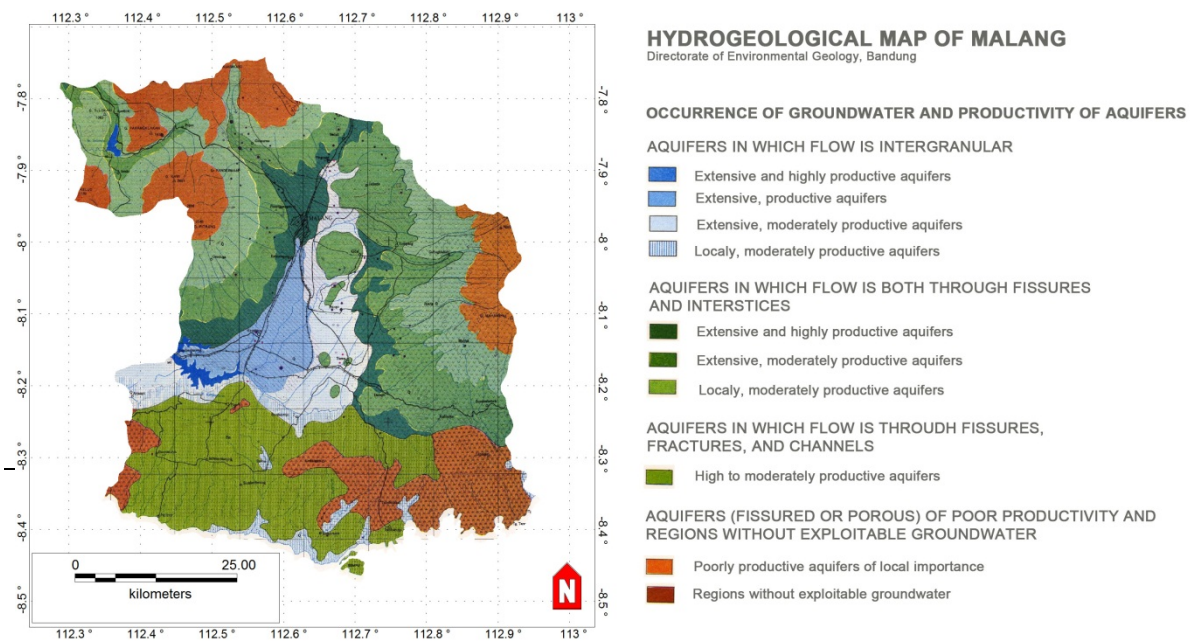 112.3 ° 112.4 ° 112.5 ° 112.6 ° 112.7 ° 112.8 ° 112.9 ° 113 °
-7.8 ° -7.8 °
-7.9 ° -7.9 °
-8 ° -8 °
-8.1 ° -8.1 °
-8.2 ° -8.2 °
-8.3 ° -8.3 °
-8.4 ° -8.4 °
-8.5 ° -8.5 °
MALANG
0 25.00
kilometers
N
112.3 ° 112.4 ° 112.5 ° 112.6 ° 112.7 ° 112.8 ° 112.9 ° 113 °
HYDROGEOLOGICAL MAP OF MALANG
Directorate of Environmental Geology, Bandung
OCCURRENCE OF GROUNDWATER AND PRODUCTIVITY OF AQUIFERS
AQUIFERS IN WHICH FLOW IS INTERGRANULAR
Extensive and highly productive aquifers
Extensive, productive aquifers
Extensive, moderately productive aquifers
Localy, moderately productive aquifers
AQUIFERS IN WHICH FLOW IS BOTH THROUGH FISSURES
AND INTERSTICES
Extensive and highly productive aquifers
Extensive, moderately productive aquifers
Localy, moderately productive aquifers
AQUIFERS IN WHICH FLOW IS THROUDH FISSURES,
FRACTURES, AND CHANNELS
High to moderately productive aquifers
AQUIFERS (FISSURED OR POROUS) OF POOR PRODUCTIVITY AND
REGIONS WITHOUT EXPLOITABLE GROUNDWATER
Poorly productive aquifers of local importance
Regions without exploitable groundwater